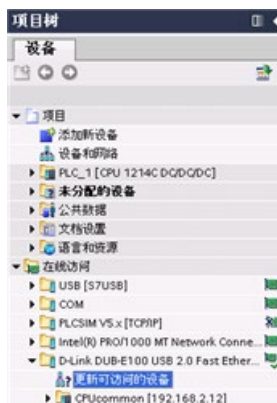 项目树
设备
项目
添加新设备
设备和网络
PLC_1 [CPU 1214C DC/DC/DC]
未分配的设备
公共数据
文档设置
语言和资源
在线访问
USB [S7USB]
COM
PLCSIM V5.x [TCP/IP]
Intel(R) PRO/1000 MT Network Conne...
D-Link DUB-E100 USB 2.0 Fast Ether...
更新可访问的设备
CPUcommon [192.168.2.12]